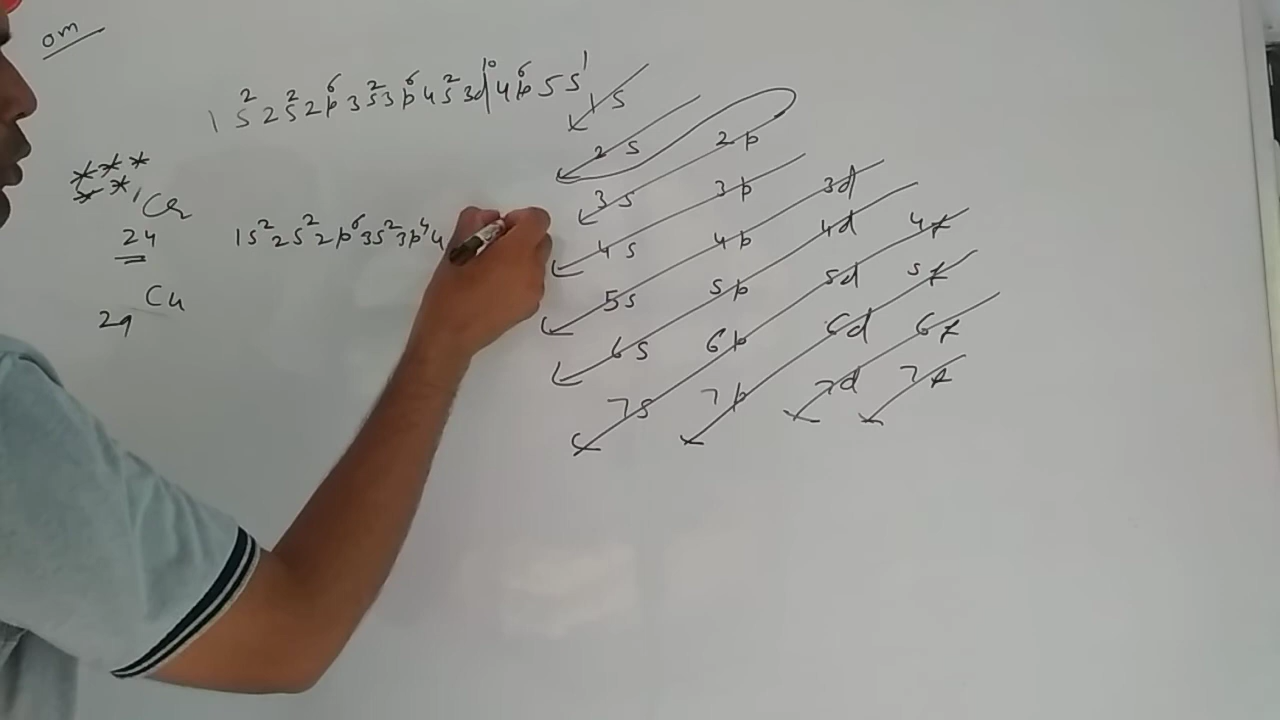 om
1s² 2s² 2p⁶ 3s² 3p⁶ 4s² 3d¹⁰ 4p⁶ 5s¹
1s
2s 2p
3s 3p 3d
4s 4p 4d 4f
5s 5p 5d 5f
6s 6p 6d 6f
7s 7p 7d 7f
***
**
Cr
24
1s² 2s² 2p⁶ 3s² 3p⁴ 4
Cu
29